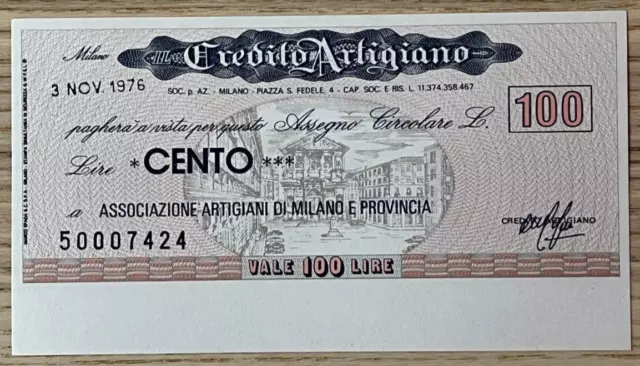 IL Credito Artigiano
Milano
3 NOV. 1976
SOC. p. AZ. - MILANO - PIAZZA S. FEDELE, 4 - CAP. SOC. E RIS. L. 11.374.358.467
100
pagherà a vista per questo Assegno Circolare L.
Lire * CENTO ***
a ASSOCIAZIONE ARTIGIANI DI MILANO E PROVINCIA
50007424
CREDITO ARTIGIANO
VALE 100 LIRE